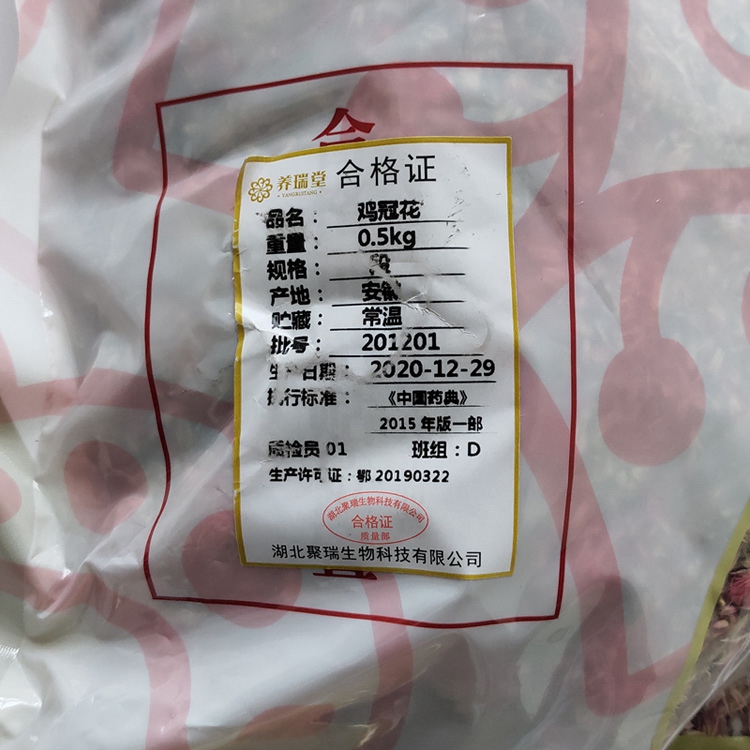 养瑞堂 合格证
YANGRUITANG
品名： 鸡冠花
重量： 0.5kg
规格： 段
产地： 安徽
贮藏： 常温
批号： 201201
生产日期： 2020-12-29
执行标准： 《中国药典》
2015 年版一部
质检员 01 班组：D
生产许可证：鄂 20190322
湖北聚瑞生物科技有限公司
合格证
质量部
湖北聚瑞生物科技有限公司